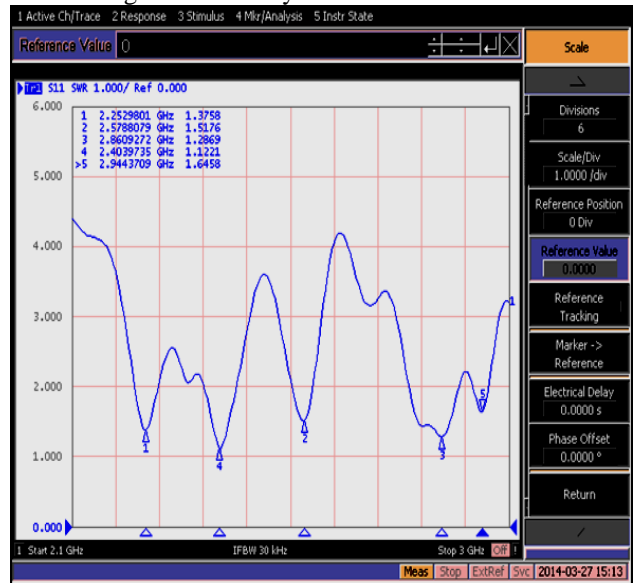 1 Active Ch/Trace 2 Response 3 Stimulus 4 Mkr/Analysis 5 Instr State
Reference Value 0
Scale
Tr1 S11 SWR 1.000/ Ref 0.000
6.000
5.000
4.000
3.000
2.000
1.000
0.000
1 2.2529801 GHz 1.3758
2 2.5788079 GHz 1.5176
3 2.8609272 GHz 1.2869
4 2.4039735 GHz 1.1221
>5 2.9443709 GHz 1.6458
1
5
1
4
2
3
Divisions
6
Scale/Div
1.0000 /div
Reference Position
0 Div
Reference Value
0.0000
Reference
Tracking
Marker ->
Reference
Electrical Delay
0.0000 s
Phase Offset
0.0000 °
Return
1 Start 2.1 GHz IFBW 30 kHz Stop 3 GHz Off !
Meas Stop ExtRef Svc 2014-03-27 15:13